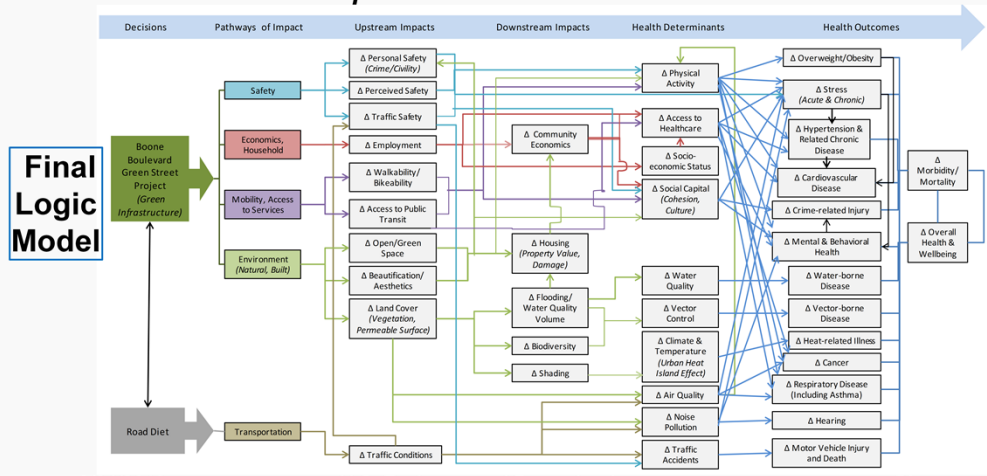 Decisions
Pathways of Impact
Upstream Impacts
Downstream Impacts
Health Determinants
Health Outcomes
Final
Logic
Model
Boone
Boulevard
Green Street
Project
(Green
Infrastructure)
Road Diet
Safety
Economics,
Household
Mobility, Access
to Services
Environment
(Natural, Built)
Transportation
Δ Personal Safety
(Crime/Civility)
Δ Perceived Safety
Δ Traffic Safety
Δ Employment
Δ Walkability/
Bikeability
Δ Access to Public
Transit
Δ Open/Green
Space
Δ Beautification/
Aesthetics
Δ Land Cover
(Vegetation,
Permeable Surface)
Δ Traffic Conditions
Δ Community
Economics
Δ Housing
(Property Value,
Damage)
Δ Flooding/
Water Quality
Volume
Δ Biodiversity
Δ Shading
Δ Physical
Activity
Δ Access to
Healthcare
Δ Socio-
economic Status
Δ Social Capital
(Cohesion,
Culture)
Δ Water
Quality
Δ Vector
Control
Δ Climate &
Temperature
(Urban Heat
Island Effect)
Δ Air Quality
Δ Noise
Pollution
Δ Traffic
Accidents
Δ Overweight/Obesity
Δ Stress
(Acute & Chronic)
Δ Hypertension &
Related Chronic
Disease
Δ Cardiovascular
Disease
Δ Crime-related Injury
Δ Mental & Behavioral
Health
Δ Water-borne
Disease
Δ Vector-borne
Disease
Δ Heat-related Illness
Δ Cancer
Δ Respiratory Disease
(Including Asthma)
Δ Hearing
Δ Motor Vehicle Injury
and Death
Δ
Morbidity/
Mortality
Δ Overall
Health &
Wellbeing